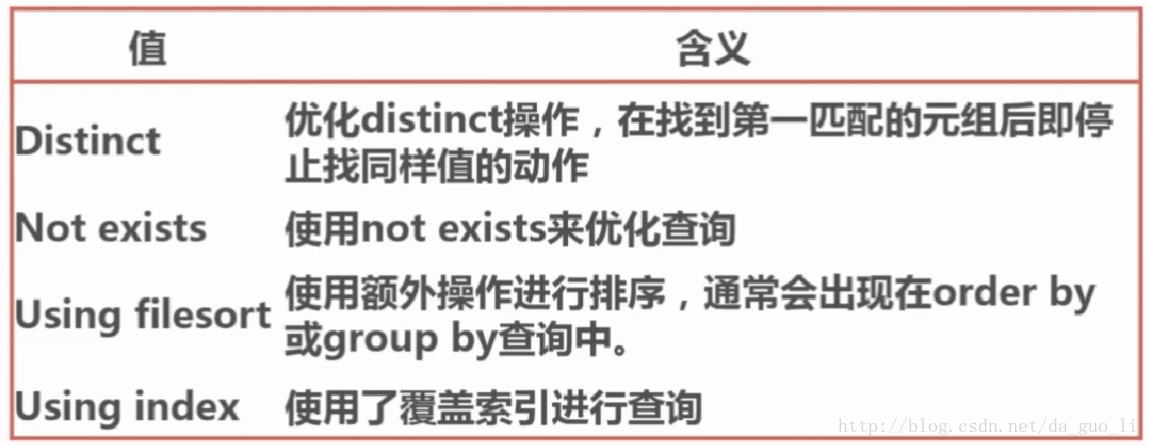 值 含义
Distinct 优化distinct操作，在找到第一匹配的元组后即停
止找同样值的动作
Not exists 使用not exists来优化查询
Using filesort 使用额外操作进行排序，通常会出现在order by
或group by查询中。
Using index 使用了覆盖索引进行查询
http://blog.csdn.net/da_guo_li